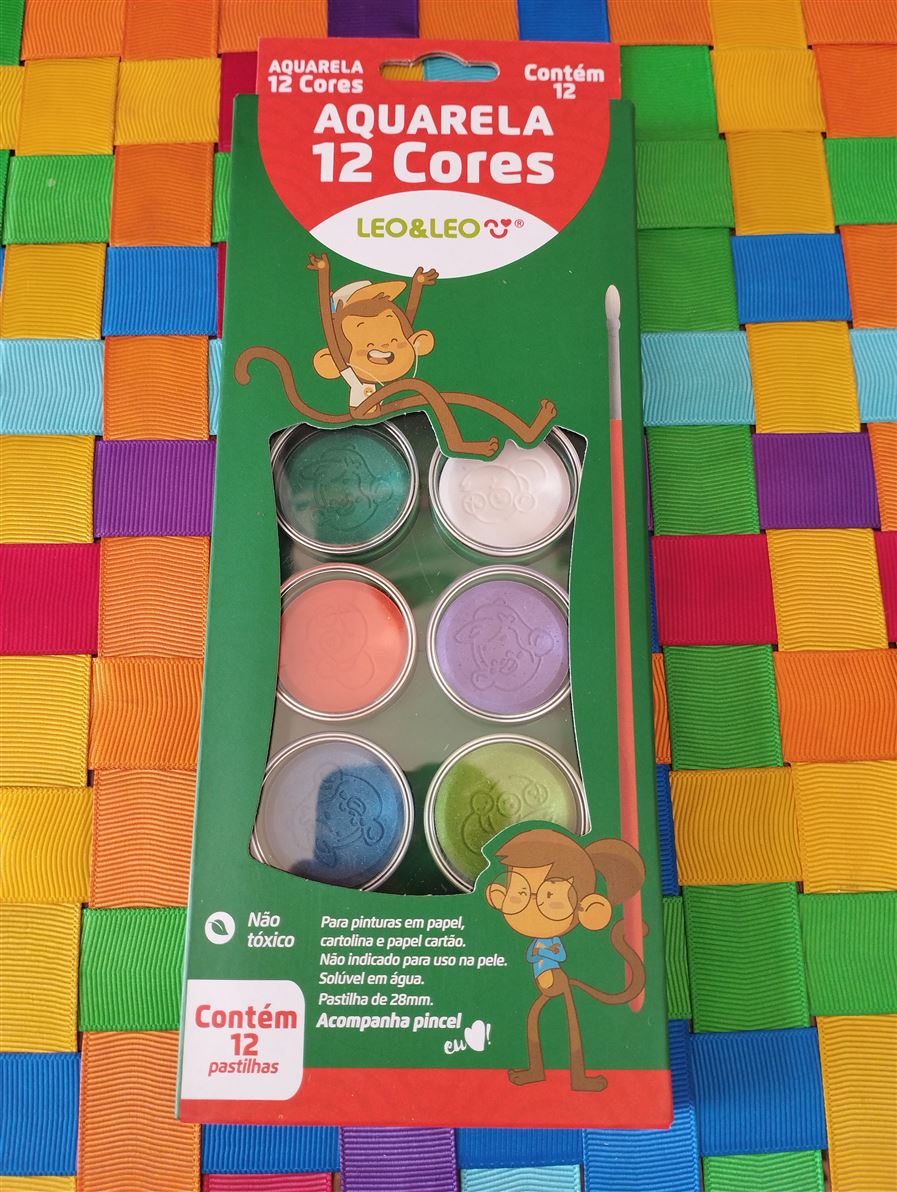 AQUARELA
12 Cores
Contém
12
AQUARELA
12 Cores
LEO&LEO ®
Não
tóxico
Para pinturas em papel,
cartolina e papel cartão.
Não indicado para uso na pele.
Solúvel em água.
Pastilha de 28mm.
Acompanha pincel
eu !
Contém
12
pastilhas